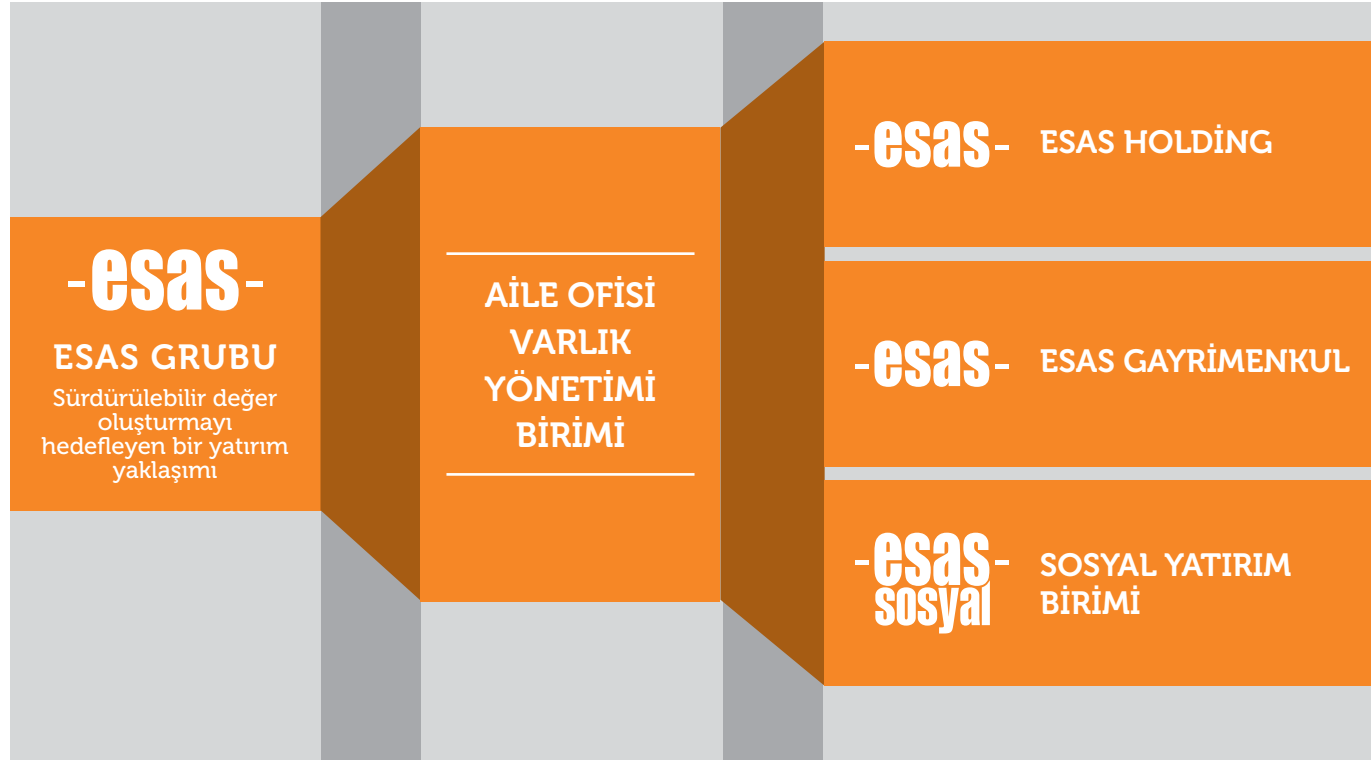 -esas-
ESAS GRUBU
Sürdürülebilir değer
oluşturmayı
hedefleyen bir yatırım
yaklaşımı
AİLE OFİSİ
VARLIK
YÖNETİMİ
BİRİMİ
-esas- ESAS HOLDİNG
-esas- ESAS GAYRİMENKUL
-esas-
sosyal
SOSYAL YATIRIM
BİRİMİ